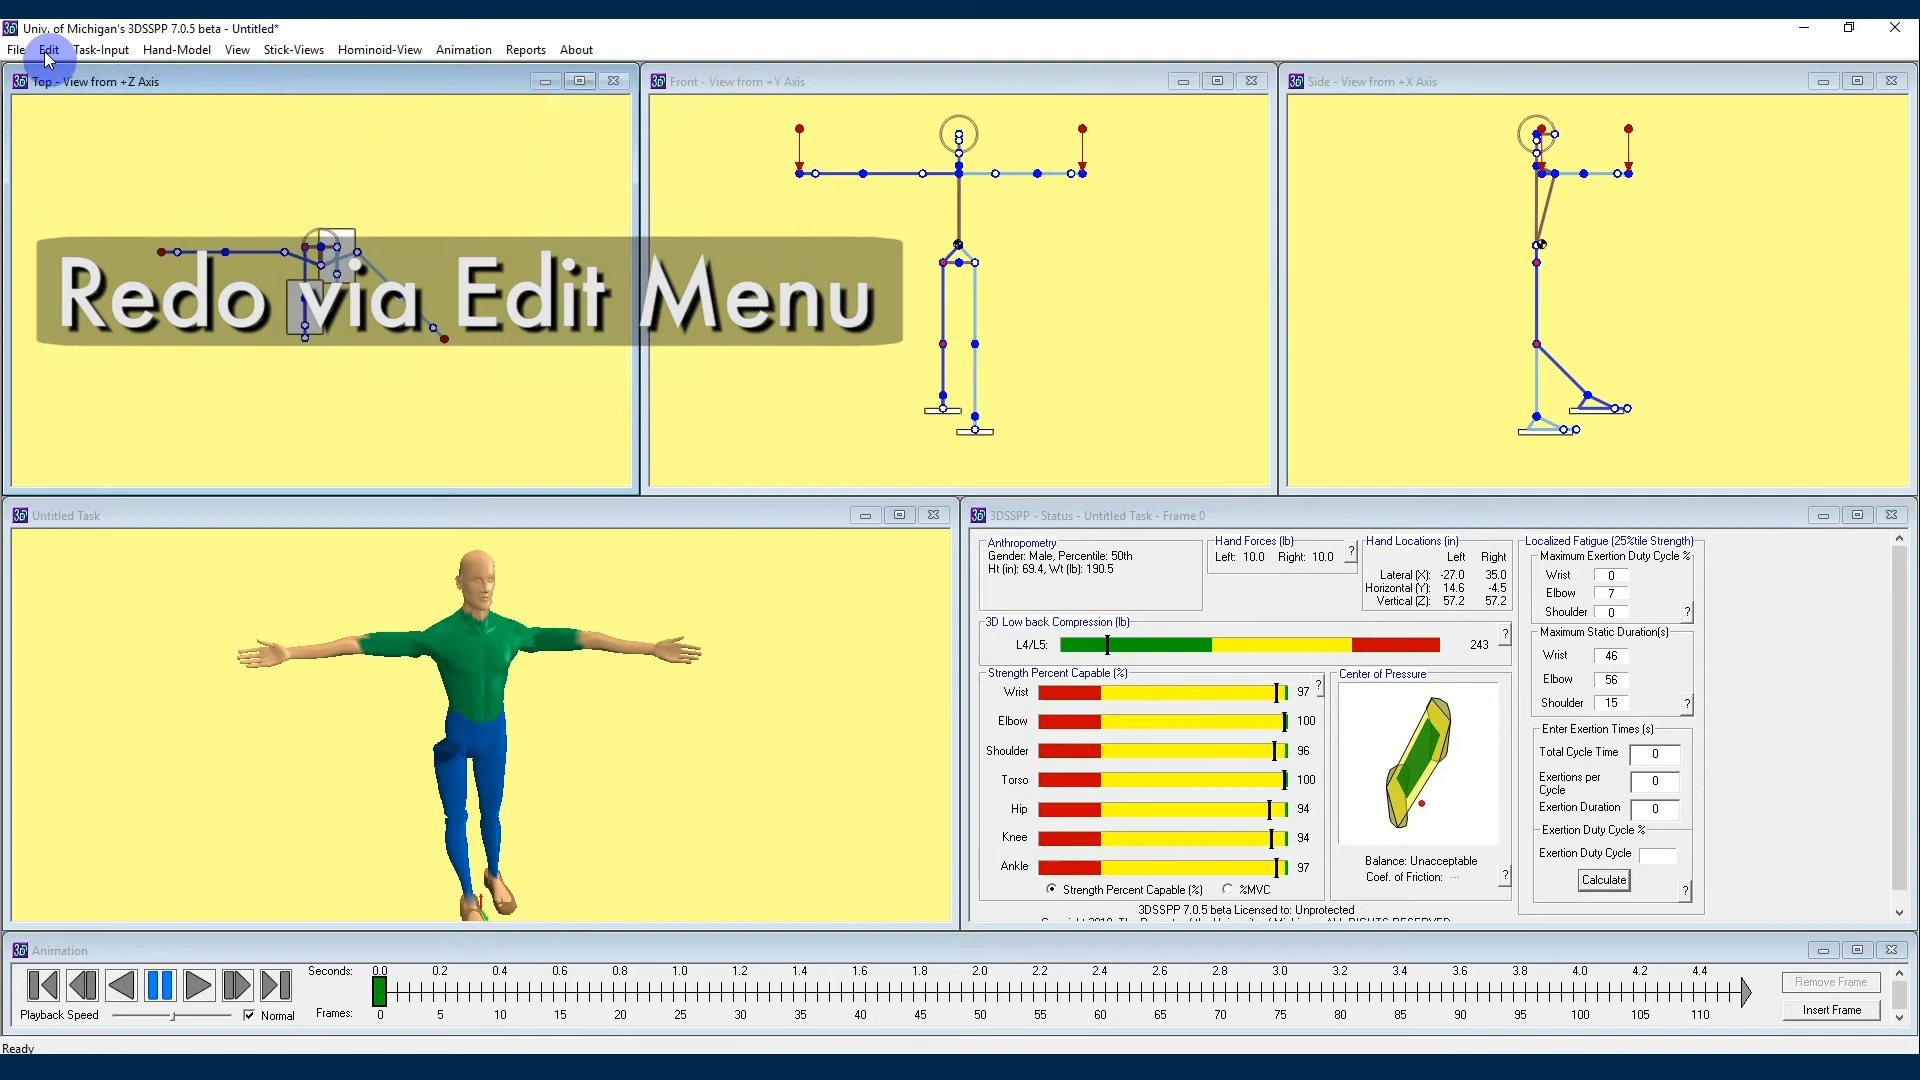 Univ. of Michigan's 3DSSPP 7.0.5 beta - Untitled*
File Edit Task-Input Hand-Model View Stick-Views Hominoid-View Animation Reports About
Top - View from +Z Axis
Front - View from +Y Axis
Side - View from +X Axis
Redo via Edit Menu
Untitled Task
3DSSPP - Status - Untitled Task - Frame 0
Anthropometry
Gender: Male, Percentile: 50th
Ht (in): 69.4, Wt (lb): 190.5
Hand Forces (lb)
Left: 10.0 Right: 10.0 ?
Hand Locations (in)
Left Right
Lateral (X): -27.0 35.0
Horizontal (Y): 14.6 -4.5
Vertical (Z): 57.2 57.2
3D Low back Compression (lb)
L4/L5: 243 ?
Strength Percent Capable (%)
Wrist 97 ?
Elbow 100
Shoulder 96
Torso 100
Hip 94
Knee 94
Ankle 97
Strength Percent Capable (%) %MVC
Center of Pressure
Balance: Unacceptable
Coef. of Friction: --- ?
3DSSPP 7.0.5 beta Licensed to: Unprotected
Localized Fatigue (25%tile Strength)
Maximum Exertion Duty Cycle %
Wrist 0
Elbow 7
Shoulder 0 ?
Maximum Static Duration(s)
Wrist 46
Elbow 56
Shoulder 15 ?
Enter Exertion Times (s)
Total Cycle Time 0
Exertions per
Cycle 0
Exertion Duration 0
Exertion Duty Cycle %
Exertion Duty Cycle
Calculate ?
Animation
Seconds: 0.0 0.2 0.4 0.6 0.8 1.0 1.2 1.4 1.6 1.8 2.0 2.2 2.4 2.6 2.8 3.0 3.2 3.4 3.6 3.8 4.0 4.2 4.4
Remove Frame
Playback Speed Normal
Frames: 0 5 10 15 20 25 30 35 40 45 50 55 60 65 70 75 80 85 90 95 100 105 110
Insert Frame
Ready